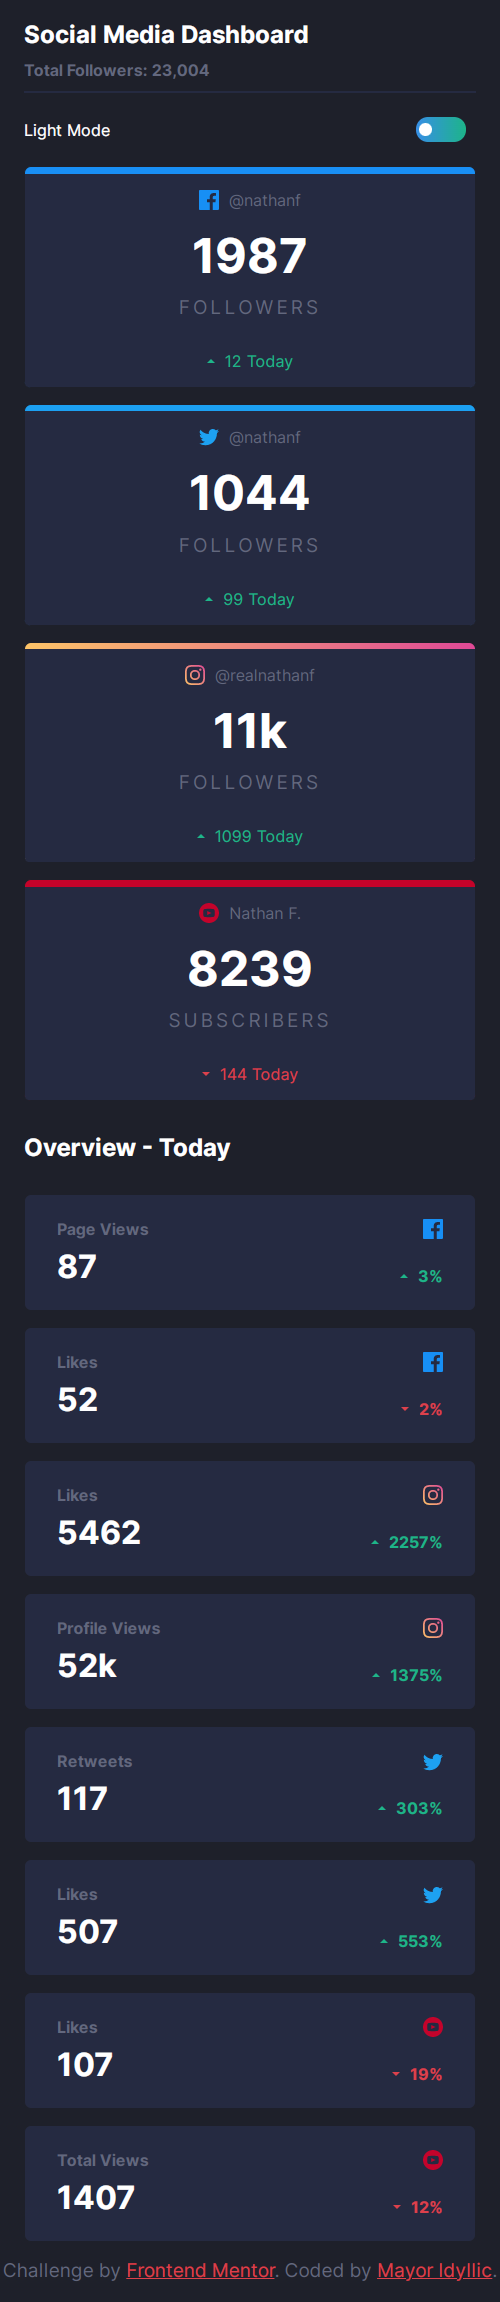 Social Media Dashboard
Total Followers: 23,004
Light Mode
@nathanf
1987
FOLLOWERS
12 Today
@nathanf
1044
FOLLOWERS
99 Today
@realnathanf
11k
FOLLOWERS
1099 Today
Nathan F.
8239
SUBSCRIBERS
144 Today
Overview - Today
Page Views
87
3%
Likes
52
2%
Likes
5462
2257%
Profile Views
52k
1375%
Retweets
117
303%
Likes
507
553%
Likes
107
19%
Total Views
1407
12%
Challenge by Frontend Mentor. Coded by Mayor Idyllic.